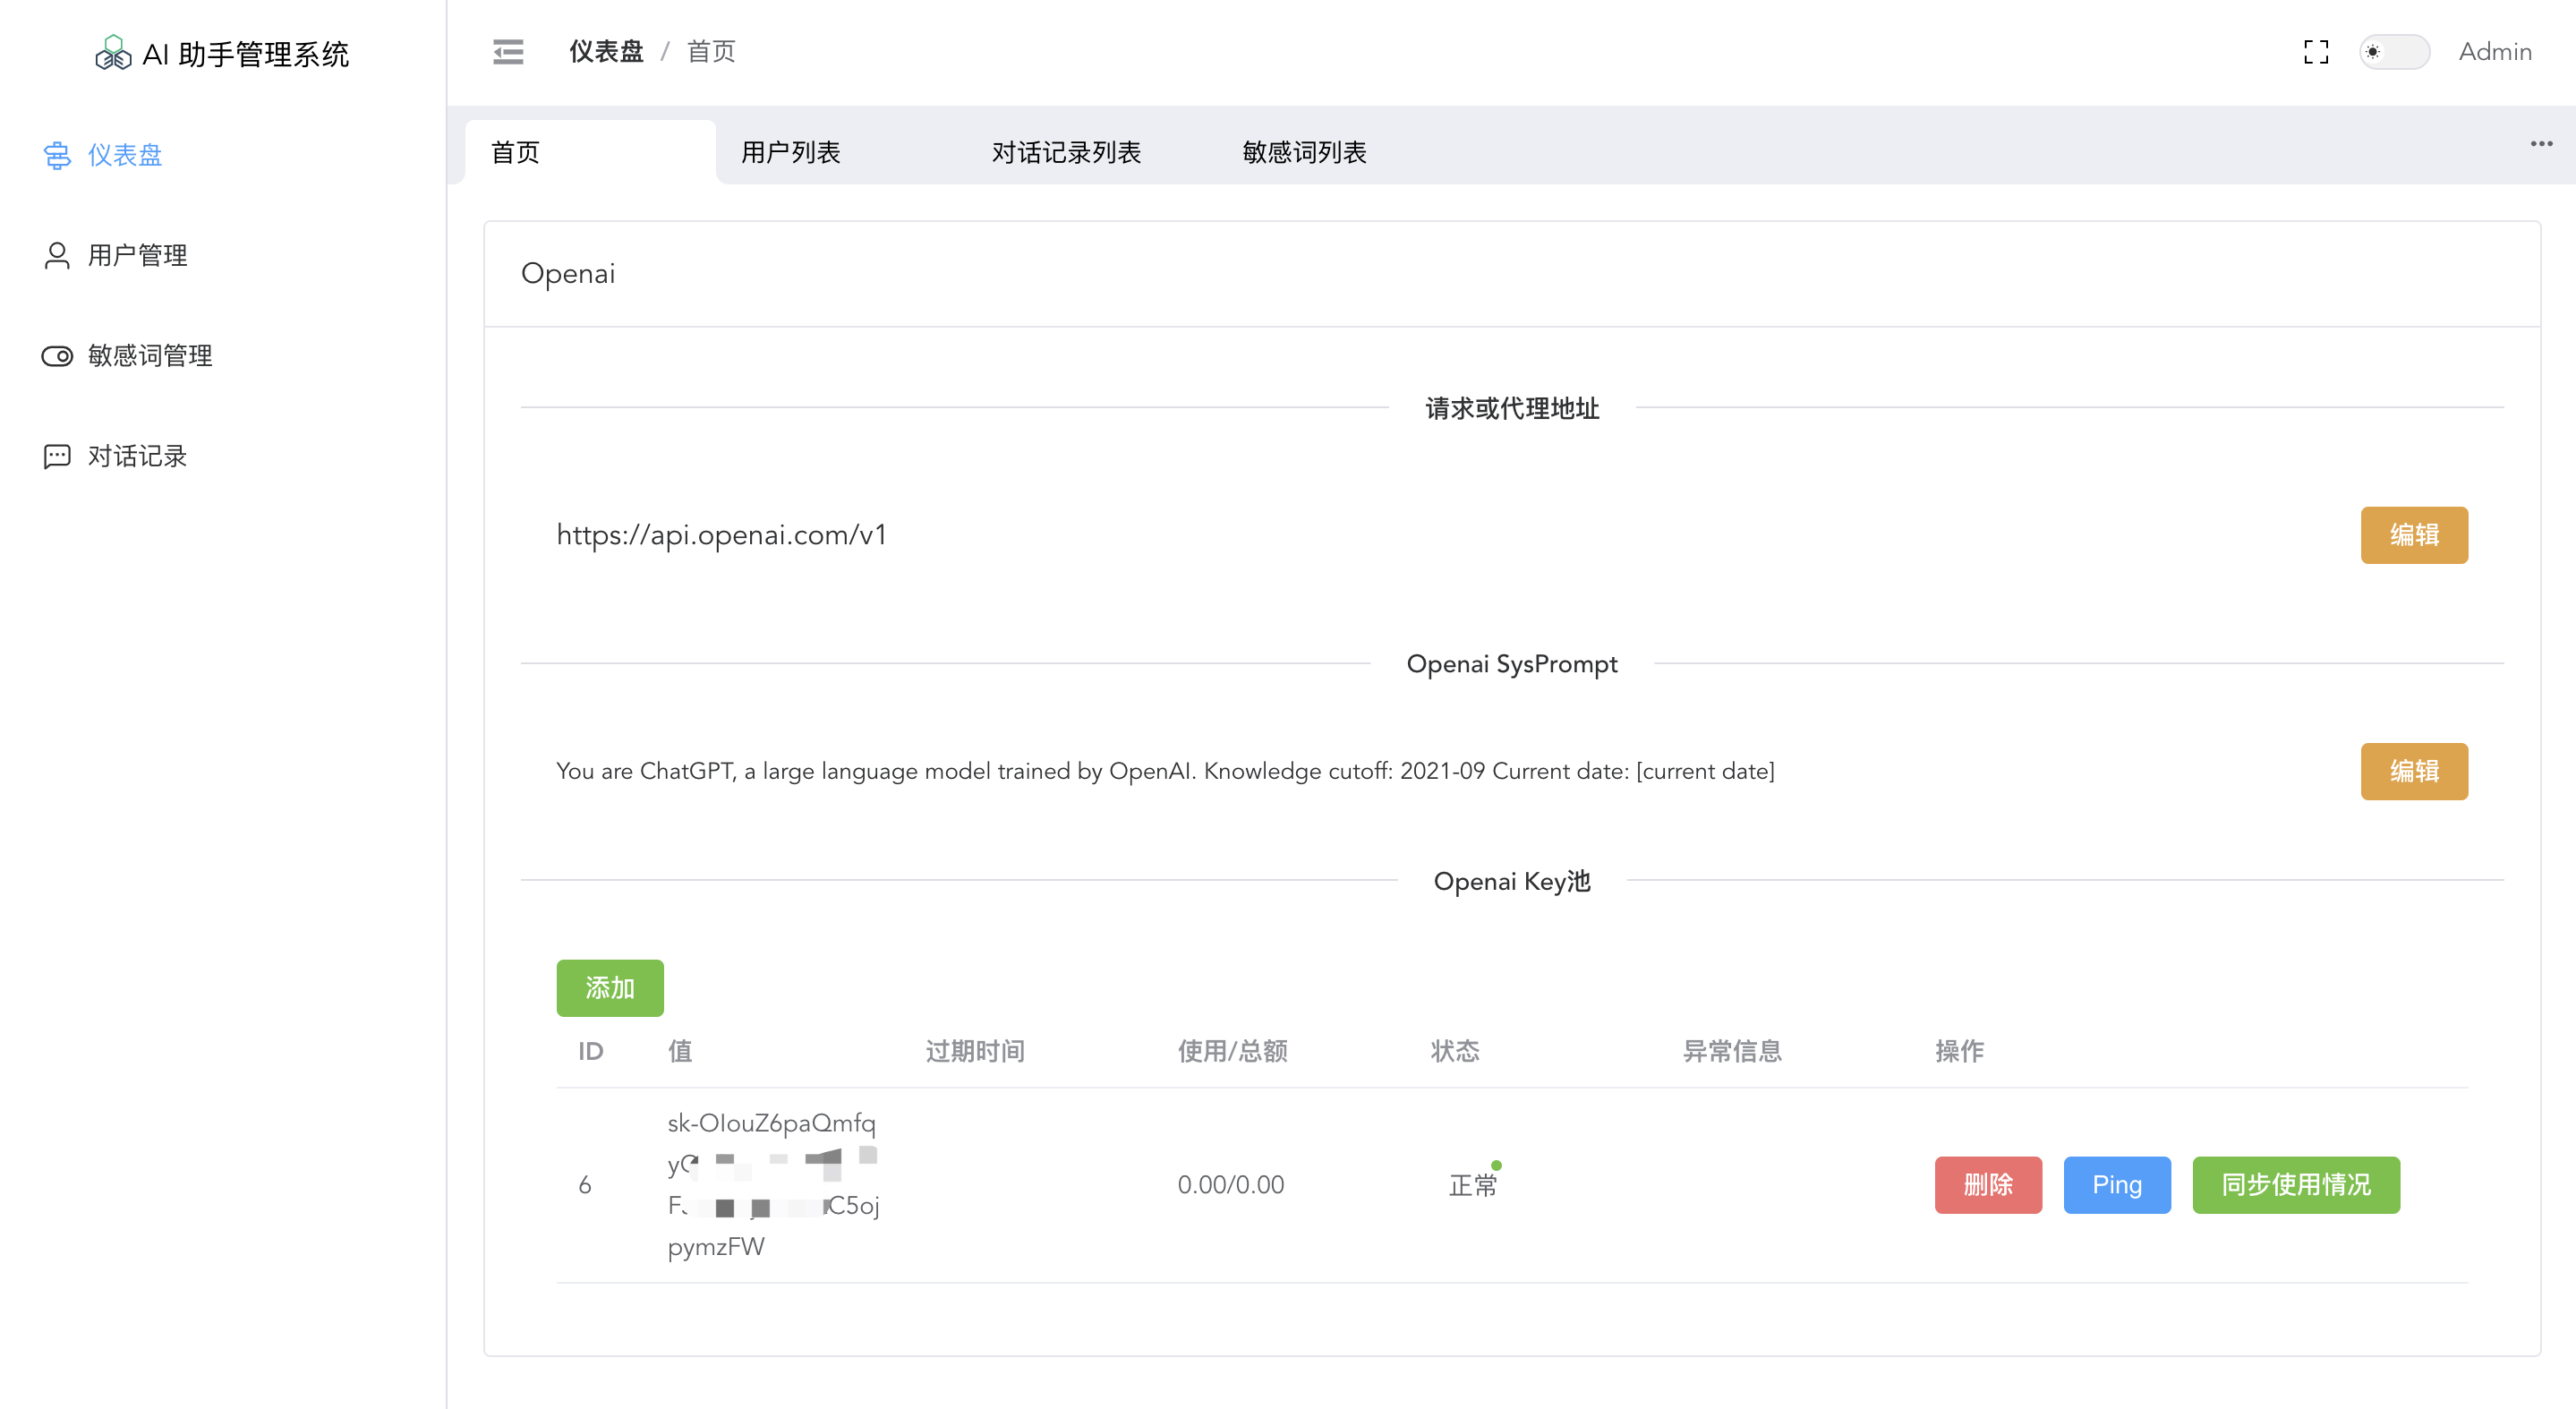 AI 助手管理系统
仪表盘 / 首页
Admin
仪表盘
用户管理
敏感词管理
对话记录
首页 用户列表 对话记录列表 敏感词列表
Openai
请求或代理地址
https://api.openai.com/v1 编辑
Openai SysPrompt
You are ChatGPT, a large language model trained by OpenAI. Knowledge cutoff: 2021-09 Current date: [current date] 编辑
Openai Key池
添加
ID 值 过期时间 使用/总额 状态 异常信息 操作
sk-OIouZ6paQmfq
C5oj
pymzFW
6 0.00/0.00 正常 删除 Ping 同步使用情况